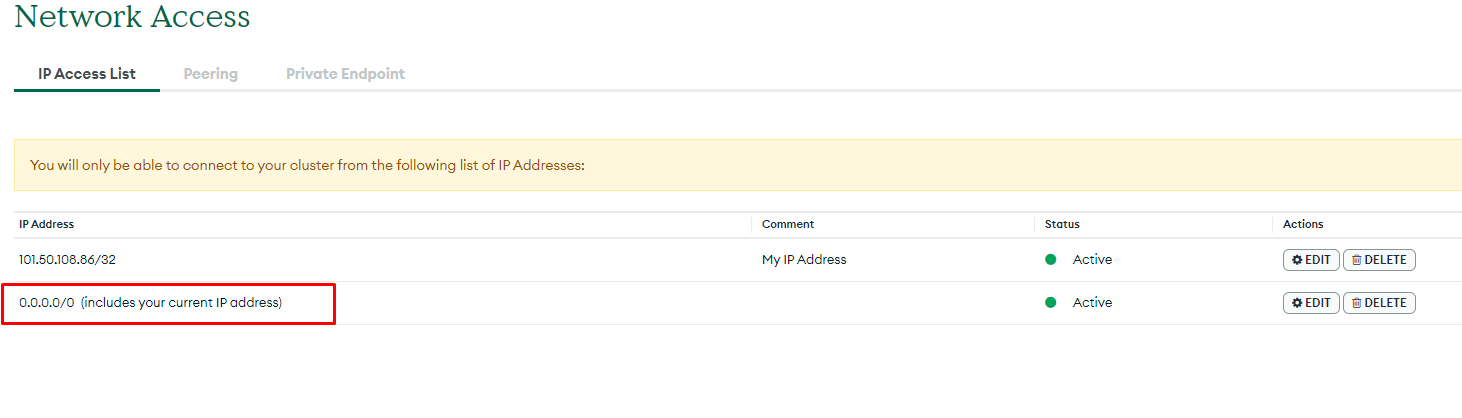 Network Access
IP Access List Peering Private Endpoint
You will only be able to connect to your cluster from the following list of IP Addresses:
IP Address Comment Status Actions
101.50.108.86/32 My IP Address Active EDIT DELETE
0.0.0.0/0 (includes your current IP address) Active EDIT DELETE